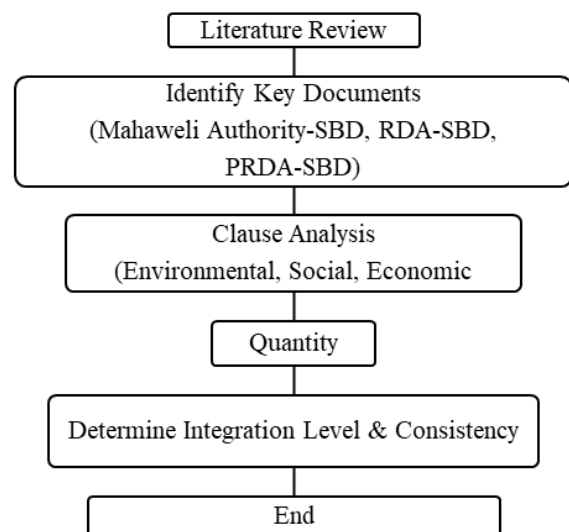 Literature Review
Identify Key Documents
(Mahaweli Authority-SBD, RDA-SBD,
PRDA-SBD)
Clause Analysis
(Environmental, Social, Economic
Quantity
Determine Integration Level & Consistency
End